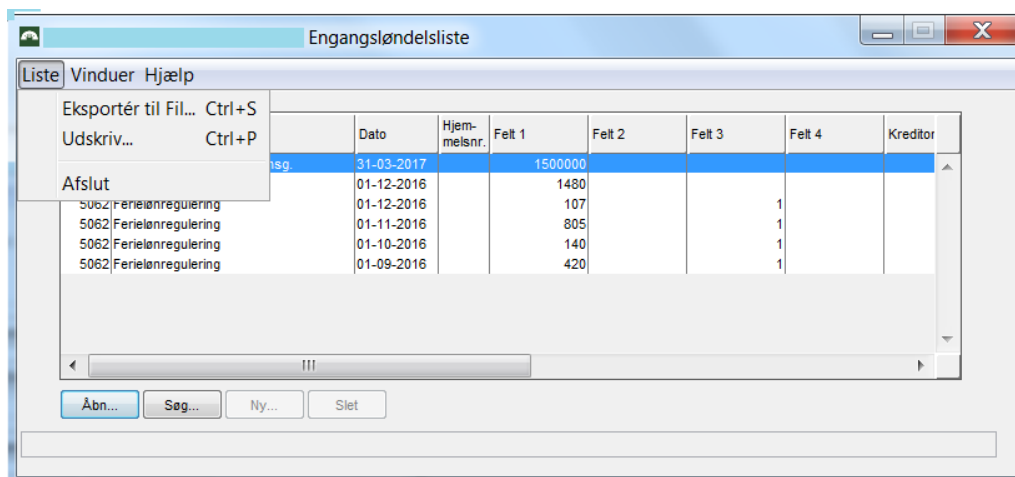 Engangsløndelsliste
Liste Vinduer Hjælp
Eksportér til Fil... Ctrl+S
Udskriv... Ctrl+P
Afslut
Dato Hjem-melsnr. Felt 1 Felt 2 Felt 3 Felt 4 Kreditor
nsg. 31-03-2017 1500000
01-12-2016 1480
5062 Ferielønregulering 01-12-2016 107 1
5062 Ferielønregulering 01-11-2016 805 1
5062 Ferielønregulering 01-10-2016 140 1
5062 Ferielønregulering 01-09-2016 420 1
Åbn... Søg... Ny... Slet